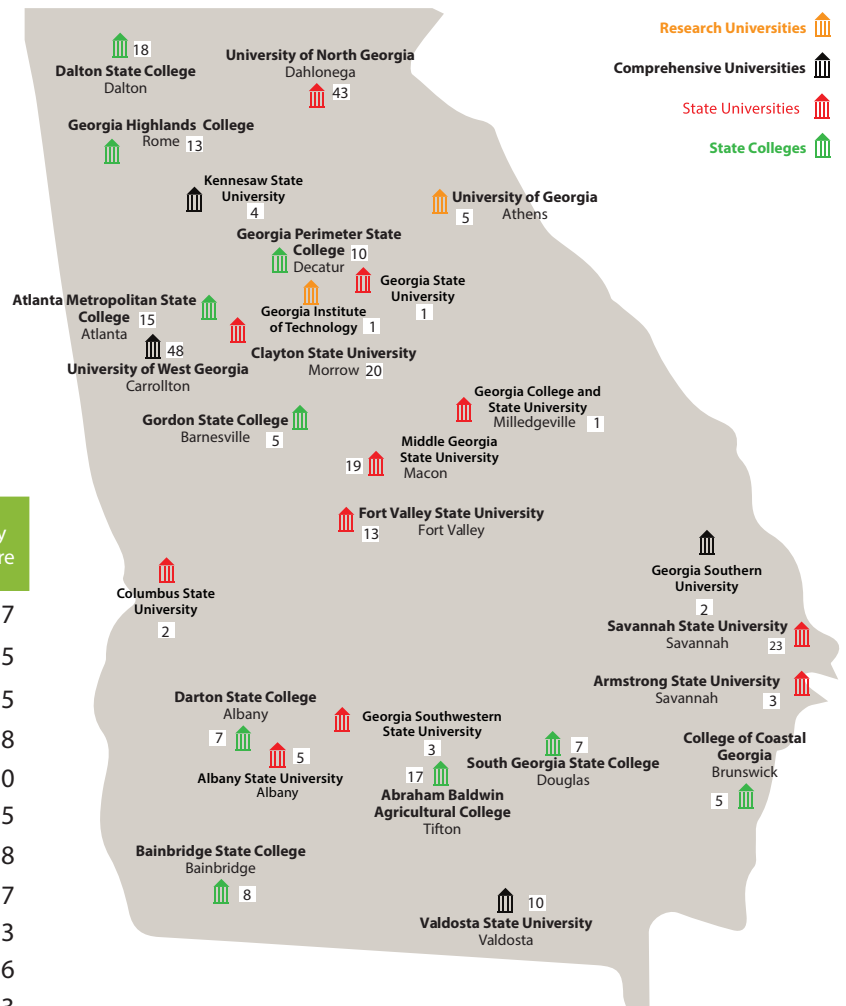 Research Universities
Comprehensive Universities
State Universities
State Colleges
18
Dalton State College
Dalton
University of North Georgia
Dahlonega
43
Georgia Highlands College
Rome 13
Kennesaw State
University
4
University of Georgia
5 Athens
Georgia Perimeter State
College 10
Decatur
Georgia State
University
1
Georgia Institute
of Technology 1
Atlanta Metropolitan State
College 15
Atlanta
48
University of West Georgia
Carrollton
Clayton State University
Morrow 20
Georgia College and
State University
Milledgeville 1
Gordon State College
Barnesville 5
Middle Georgia
State University
19 Macon
Fort Valley State University
13 Fort Valley
Columbus State
University
2
Georgia Southern
University
2
Savannah State University
Savannah 23
Armstrong State University
Savannah 3
Darton State College
Albany
7
5
Albany State University
Albany
Georgia Southwestern
State University
3
17
Abraham Baldwin
Agricultural College
Tifton
7
South Georgia State College
Douglas
College of Coastal
Georgia
Brunswick
5
Bainbridge State College
Bainbridge
8
10
Valdosta State University
Valdosta
y
re
7
5
5
8
0
5
8
7
3
6